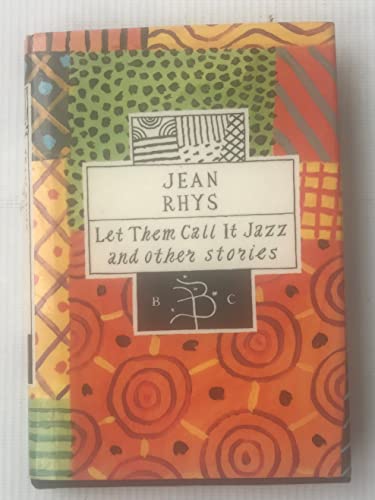 JEAN
RHYS
Let Them Call It Jazz
and other stories
B C